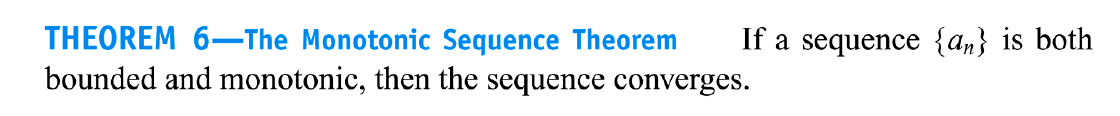 THEOREM 6—The Monotonic Sequence Theorem If a sequence {aₙ} is both
bounded and monotonic, then the sequence converges.